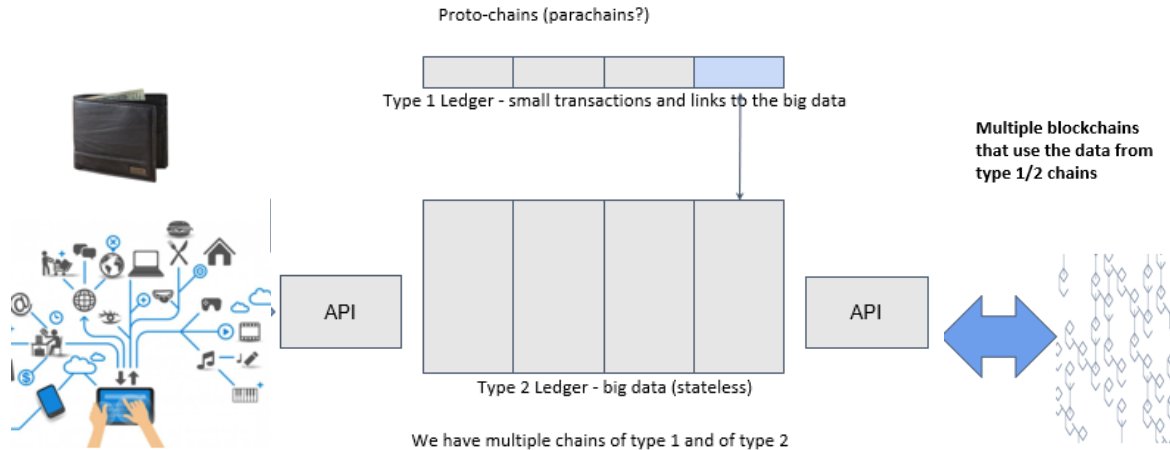 Proto-chains (parachains?)
Type 1 Ledger - small transactions and links to the big data
Multiple blockchains
that use the data from
type 1/2 chains
API
API
Type 2 Ledger - big data (stateless)
We have multiple chains of type 1 and of type 2